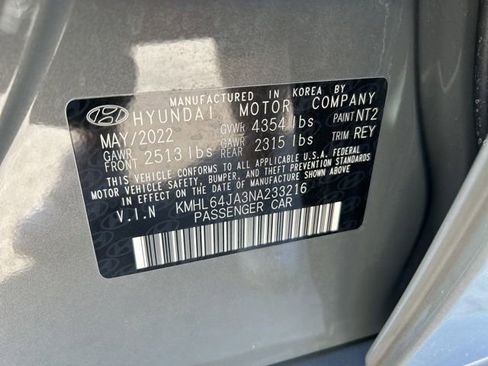 MANUFACTURED IN KOREA BY
HYUNDAI MOTOR COMPANY
MAY/2022 GVWR 4354 lbs PAINT NT2
GAWR FRONT 2513 lbs GAWR REAR 2315 lbs TRIM REY
THIS VEHICLE CONFORMS TO ALL APPLICABLE U.S.A. FEDERAL
MOTOR VEHICLE SAFETY, BUMPER, AND THEFT PREVENTION
STANDARDS IN EFFECT ON THE DATE OF MANUFACTURE SHOWN ABOVE.
V.I.N KMHL64JA3NA233216
PASSENGER CAR